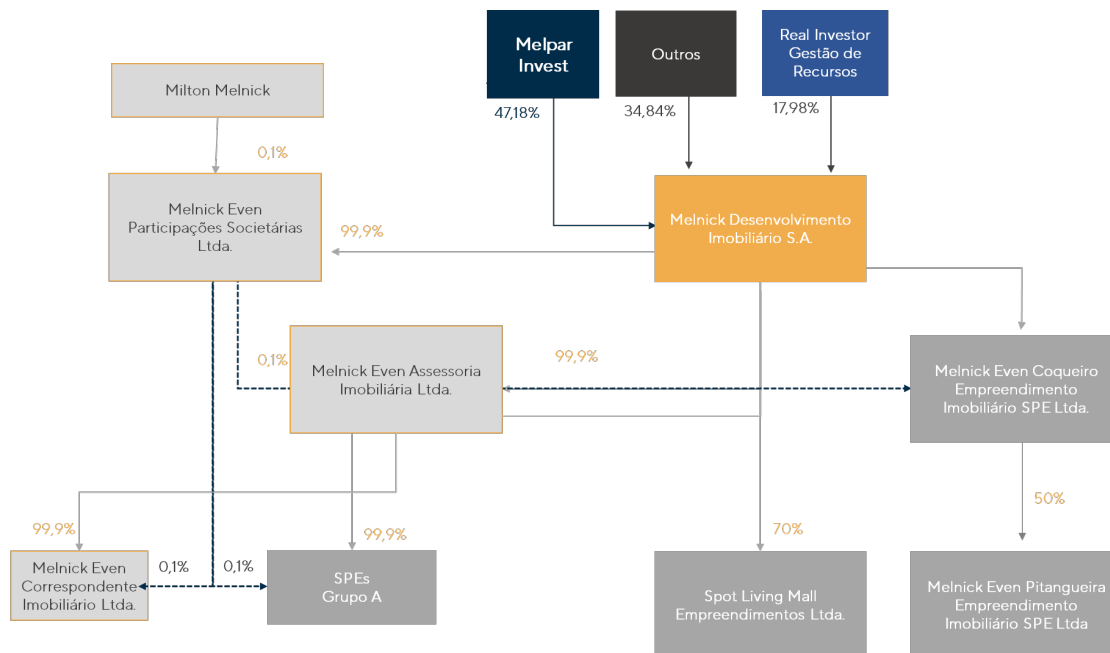 Melpar
Invest
Outros
Real Investor
Gestão de
Recursos
Milton Melnick
47,18%
34,84%
17,98%
0,1%
Melnick Even
Participações Societárias
Ltda.
99,9%
Melnick Desenvolvimento
Imobiliário S.A.
0,1%
Melnick Even Assessoria
Imobiliária Ltda.
99,9%
Melnick Even Coqueiro
Empreendimento
Imobiliário SPE Ltda.
99,9%
99,9%
70%
50%
Melnick Even
Correspondente
Imobiliário Ltda.
0,1%
0,1%
SPEs
Grupo A
Spot Living Mall
Empreendimentos Ltda.
Melnick Even Pitangueira
Empreendimento
Imobiliário SPE Ltda